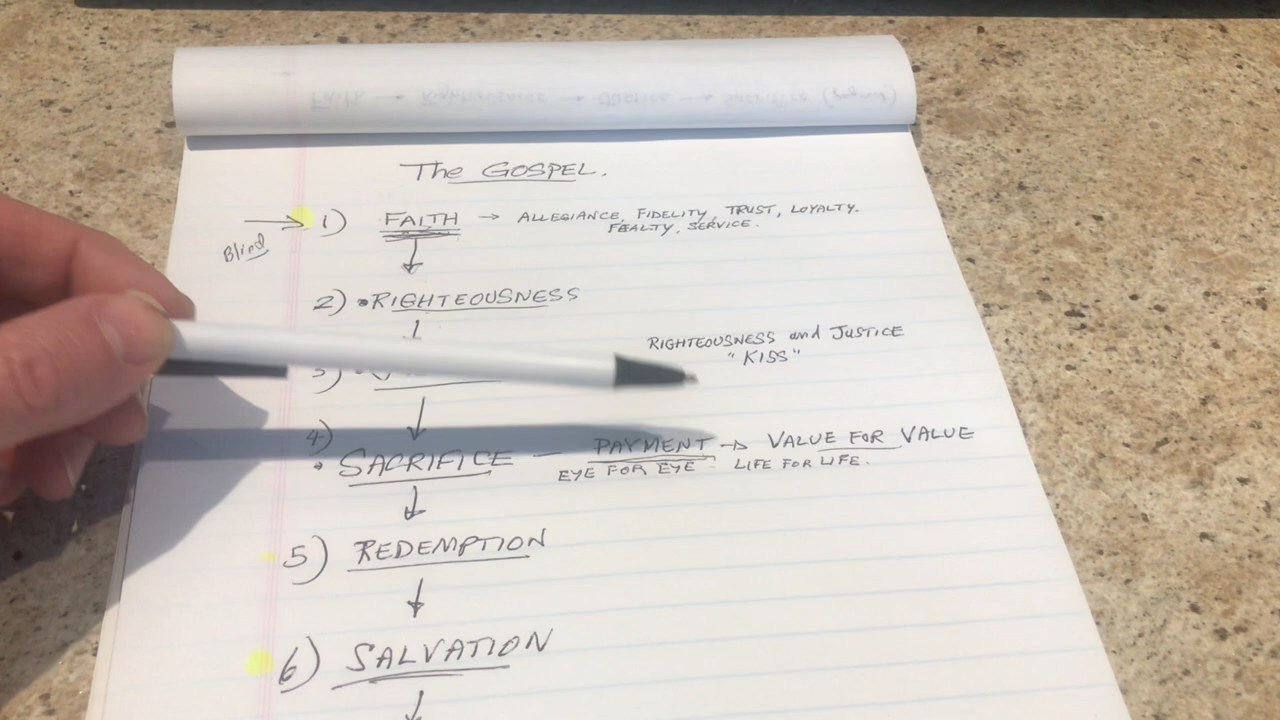 The GOSPEL.
1) FAITH → ALLEGIANCE, FIDELITY, TRUST, LOYALTY.
FEALTY, SERVICE.
Blind
2) •RIGHTEOUSNESS
RIGHTEOUSNESS and JUSTICE
"KISS"
3)
4)
• SACRIFICE — PAYMENT → VALUE FOR VALUE
EYE FOR EYE. LIFE FOR LIFE.
5) REDEMPTION
6) SALVATION